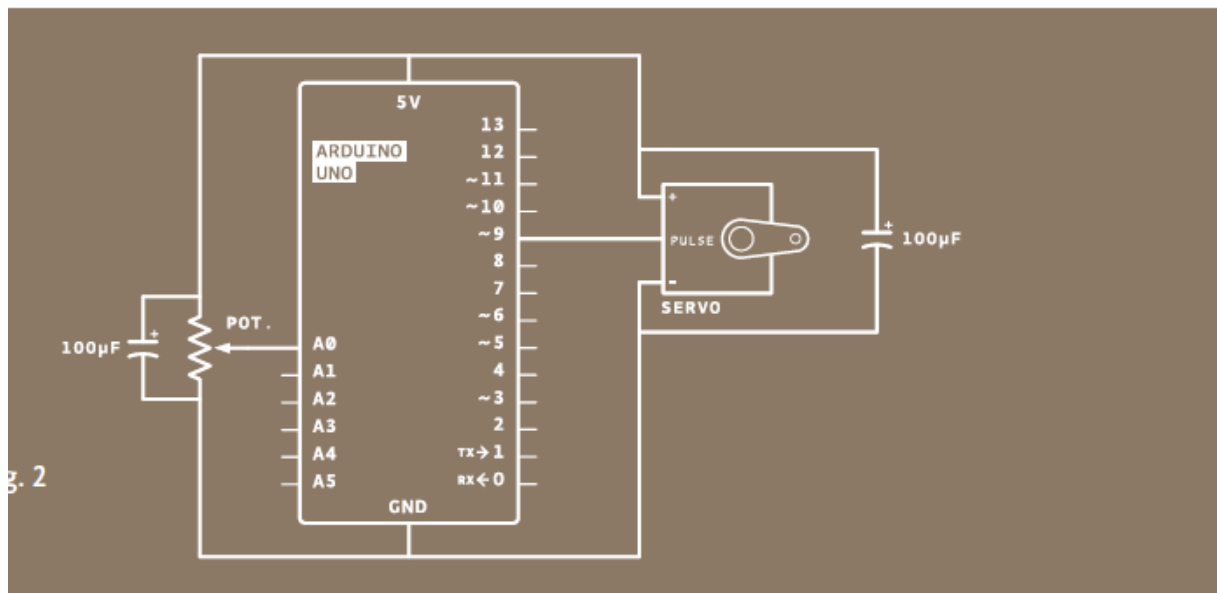 5V
ARDUINO
UNO
13
12
~11
~10
~9
8
7
~6
~5
4
~3
2
TX→1
RX←0
A0
A1
A2
A3
A4
A5
GND
POT.
+
100µF
+
PULSE
-
SERVO
+
100µF
g. 2